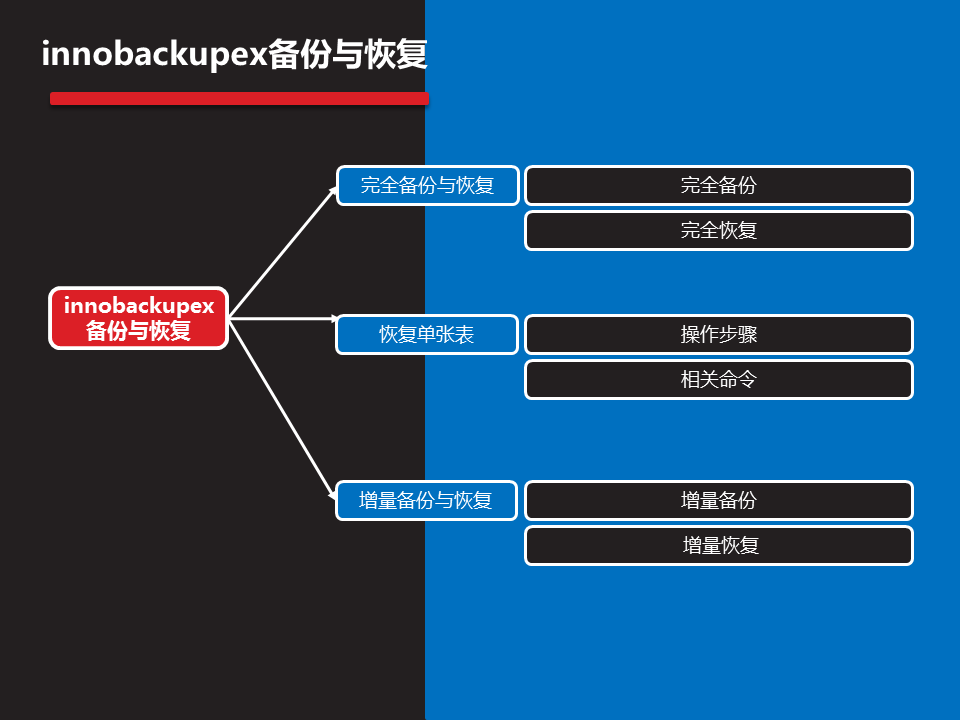 innobackupex备份与恢复
完全备份与恢复
完全备份
完全恢复
innobackupex
备份与恢复
恢复单张表
操作步骤
相关命令
增量备份与恢复
增量备份
增量恢复